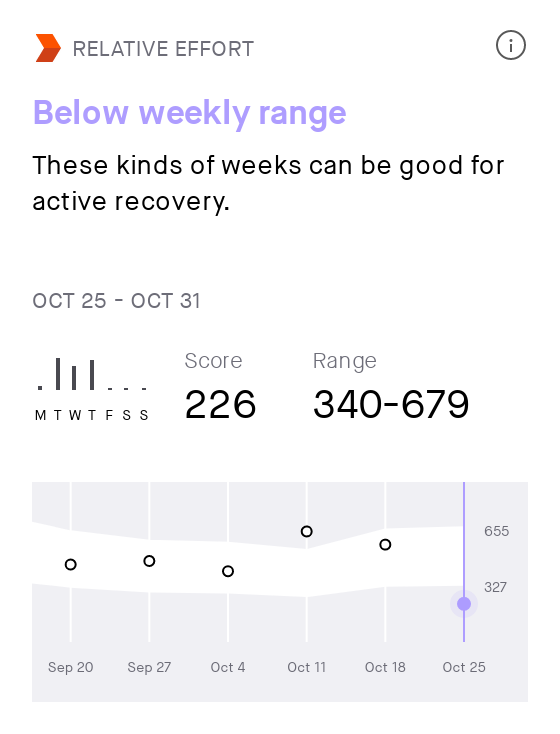 RELATIVE EFFORT
Below weekly range
These kinds of weeks can be good for
active recovery.
OCT 25 - OCT 31
Score Range
226 340-679
M T W T F S S
655
327
Sep 20 Sep 27 Oct 4 Oct 11 Oct 18 Oct 25